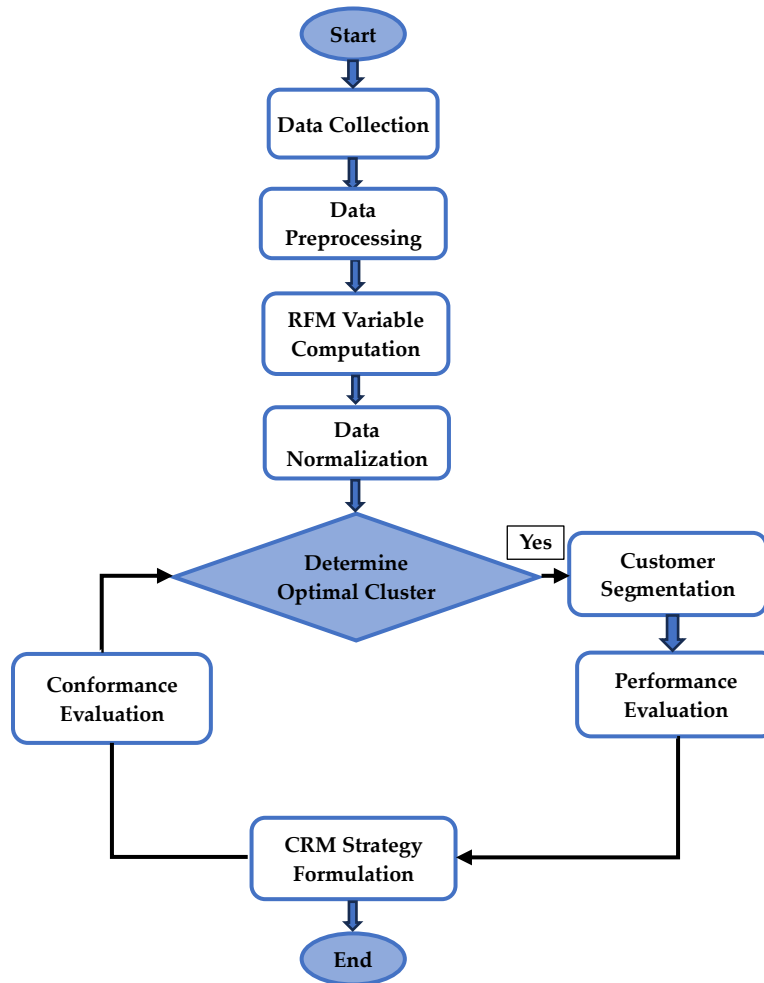 Start
Data Collection
Data
Preprocessing
RFM Variable
Computation
Data
Normalization
Determine
Optimal Cluster
Yes
Customer
Segmentation
Conformance
Evaluation
Performance
Evaluation
CRM Strategy
Formulation
End